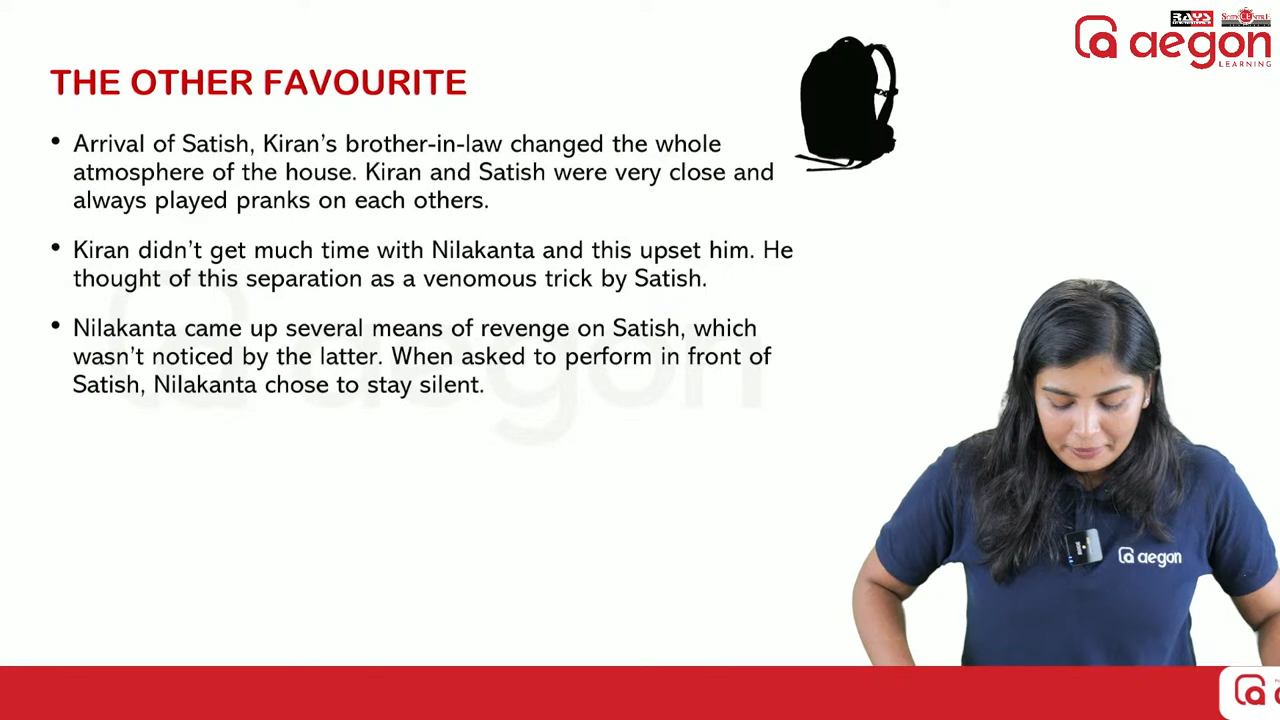 RAYS
aegon
LEARNING
THE OTHER FAVOURITE
• Arrival of Satish, Kiran's brother-in-law changed the whole
atmosphere of the house. Kiran and Satish were very close and
always played pranks on each others.
• Kiran didn't get much time with Nilakanta and this upset him. He
thought of this separation as a venomous trick by Satish.
• Nilakanta came up several means of revenge on Satish, which
wasn't noticed by the latter. When asked to perform in front of
Satish, Nilakanta chose to stay silent.
aegon
aegon